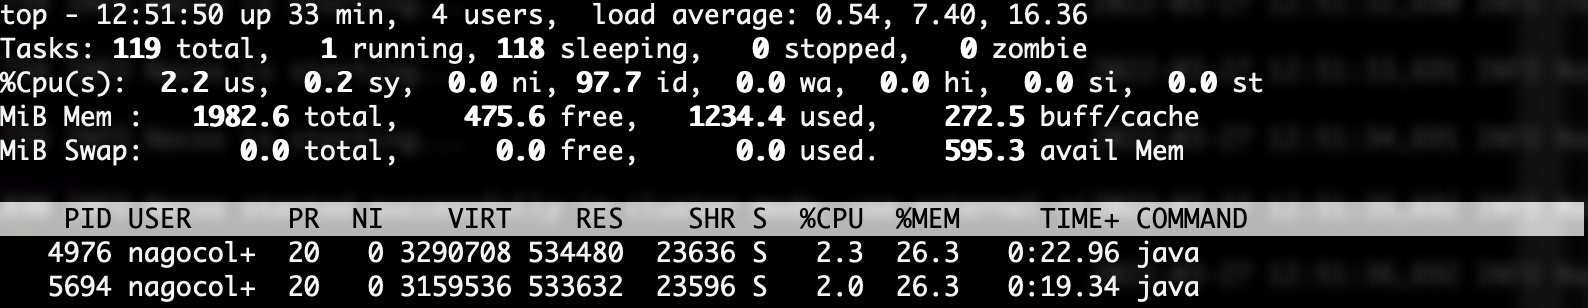 top - 12:51:50 up 33 min,  4 users,  load average: 0.54, 7.40, 16.36
Tasks: 119 total,   1 running, 118 sleeping,   0 stopped,   0 zombie
%Cpu(s):  2.2 us,  0.2 sy,  0.0 ni, 97.7 id,  0.0 wa,  0.0 hi,  0.0 si,  0.0 st
MiB Mem :   1982.6 total,    475.6 free,   1234.4 used,    272.5 buff/cache
MiB Swap:      0.0 total,      0.0 free,      0.0 used.    595.3 avail Mem
PID USER      PR  NI    VIRT    RES    SHR S  %CPU  %MEM     TIME+ COMMAND
4976 nagocol+  20   0 3290708 534480  23636 S   2.3  26.3   0:22.96 java
5694 nagocol+  20   0 3159536 533632  23596 S   2.0  26.3   0:19.34 java